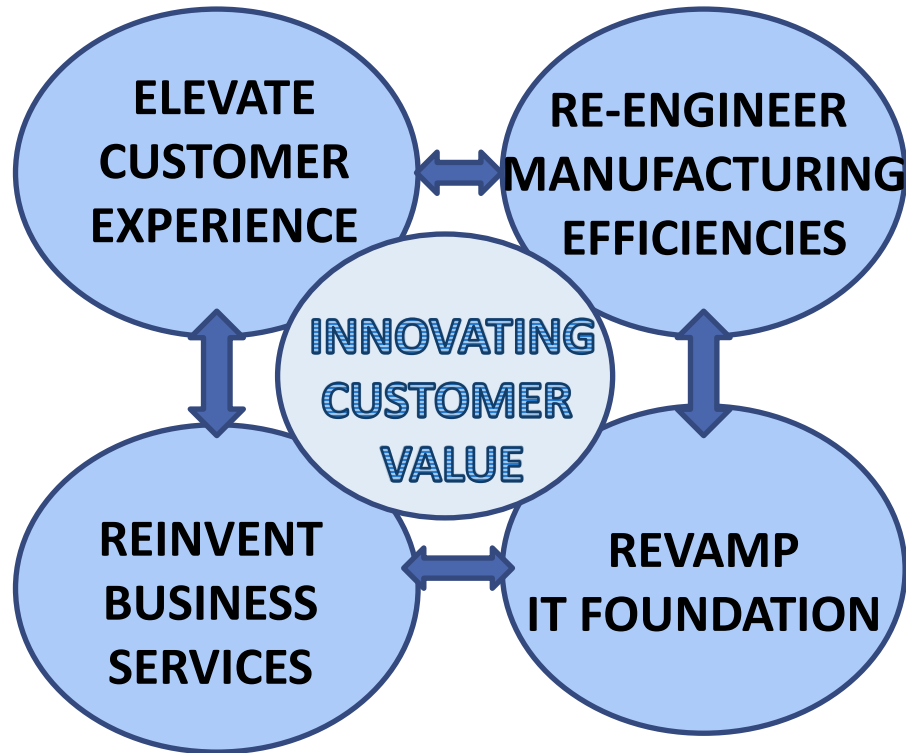 ELEVATE
CUSTOMER
EXPERIENCE
RE-ENGINEER
MANUFACTURING
EFFICIENCIES
INNOVATING
CUSTOMER
VALUE
REINVENT
BUSINESS
SERVICES
REVAMP
IT FOUNDATION